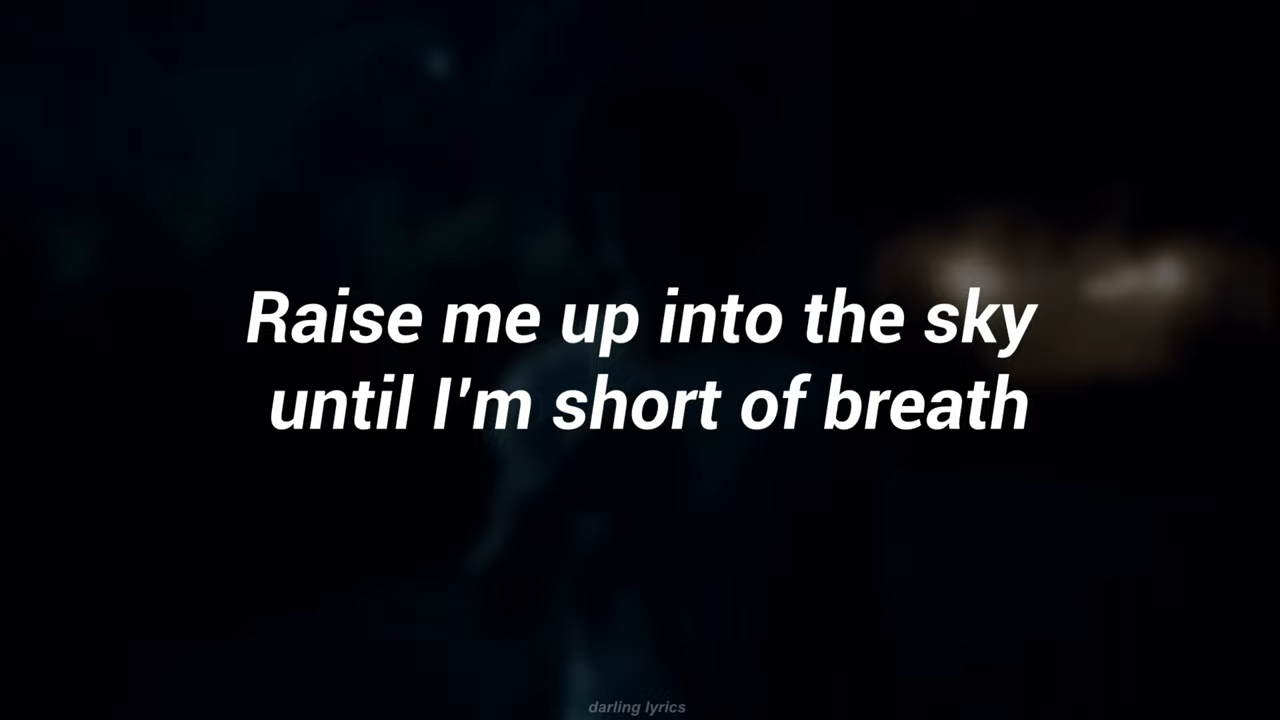 Raise me up into the sky
until I'm short of breath
darling lyrics